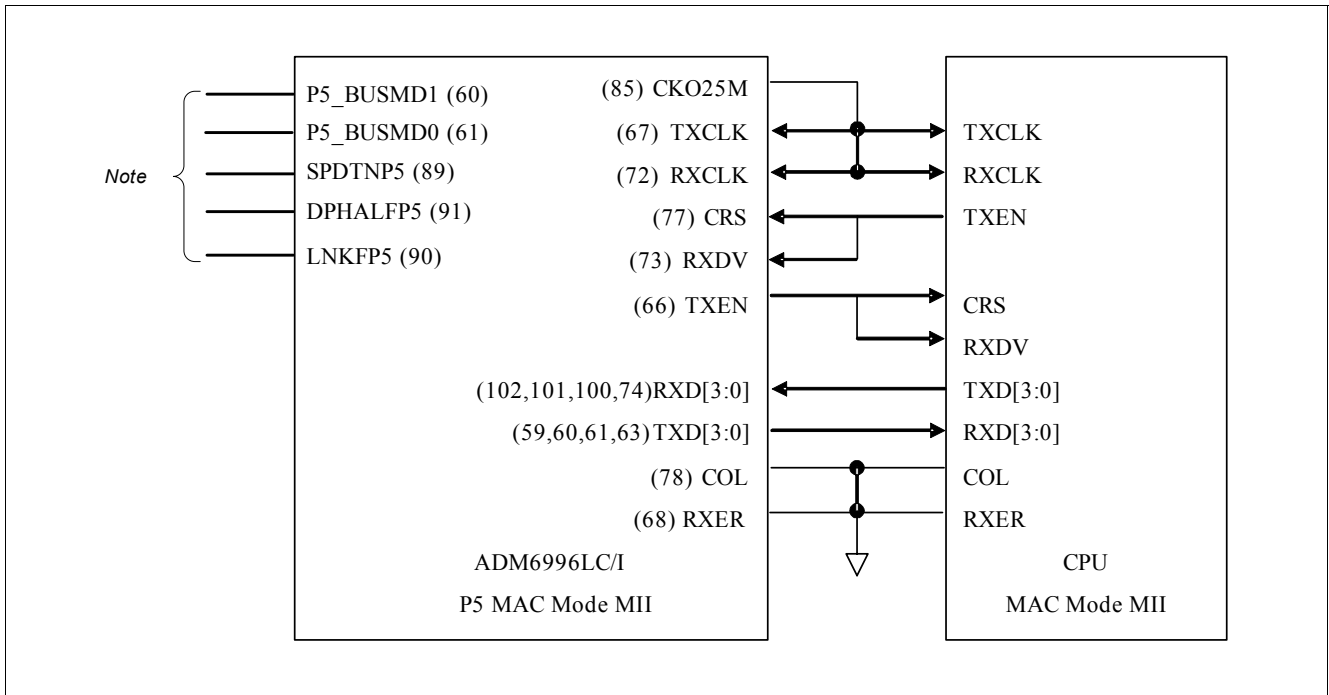 Note
P5_BUSMD1 (60)
P5_BUSMD0 (61)
SPDTNP5 (89)
DPHALFP5 (91)
LNKFP5 (90)
(85) CKO25M
(67) TXCLK
(72) RXCLK
(77) CRS
(73) RXDV
(66) TXEN
(102,101,100,74)RXD[3:0]
(59,60,61,63)TXD[3:0]
(78) COL
(68) RXER
ADM6996LC/I
P5 MAC Mode MII
TXCLK
RXCLK
TXEN
CRS
RXDV
TXD[3:0]
RXD[3:0]
COL
RXER
CPU
MAC Mode MII